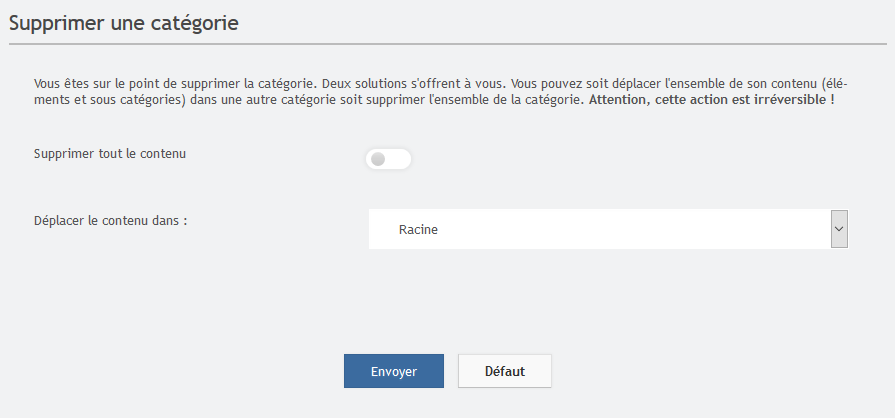 Supprimer une catégorie
Vous êtes sur le point de supprimer la catégorie. Deux solutions s'offrent à vous. Vous pouvez soit déplacer l'ensemble de son contenu (élé-
ments et sous catégories) dans une autre catégorie soit supprimer l'ensemble de la catégorie. Attention, cette action est irréversible !
Supprimer tout le contenu
Déplacer le contenu dans :
Racine
Envoyer
Défaut